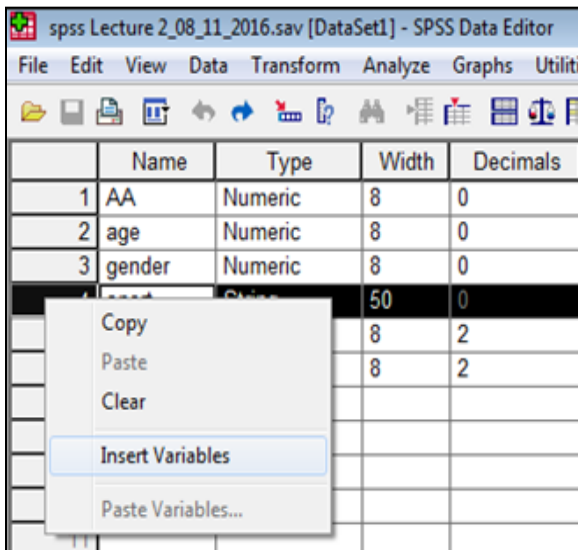 spss Lecture 2_08_11_2016.sav [DataSet1] - SPSS Data Editor
File Edit View Data Transform Analyze Graphs Utiliti
Name Type Width Decimals
1 AA Numeric 8 0
2 age Numeric 8 0
3 gender Numeric 8 0
50 0
Copy
8 2
Paste
8 2
Clear
Insert Variables
Paste Variables...
11